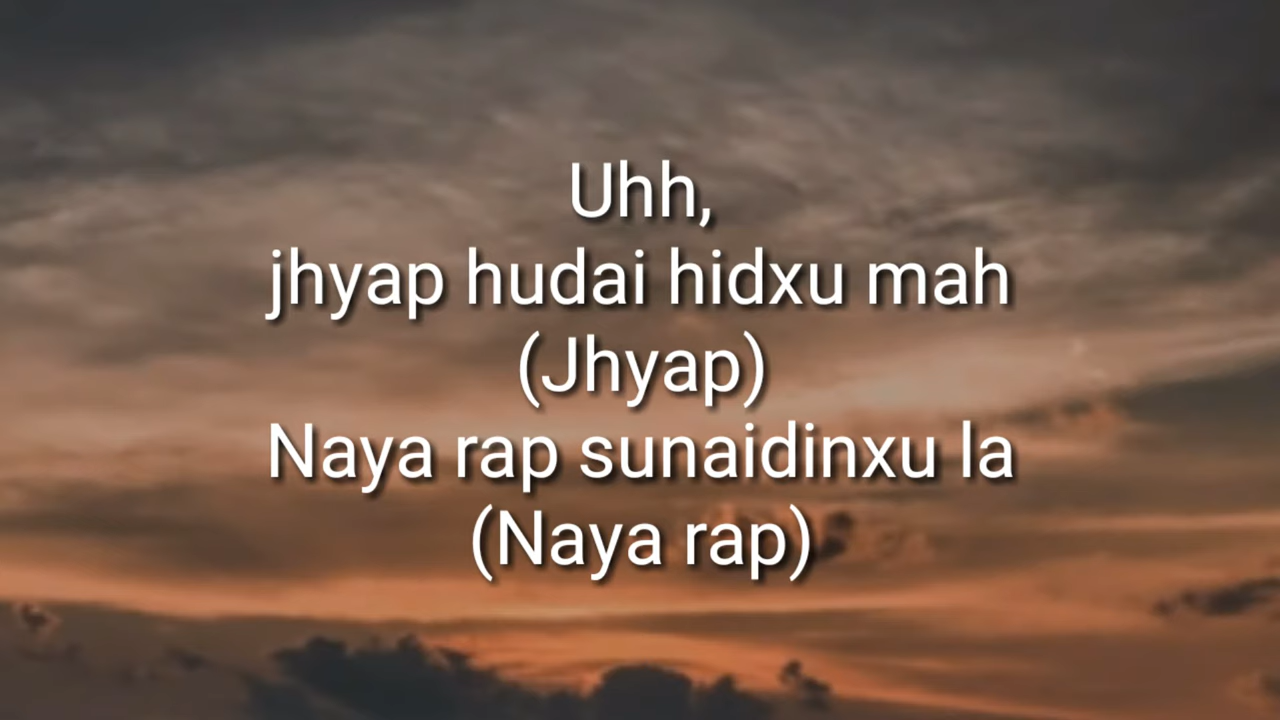 Uhh,
jhyap hudai hidxu mah
(Jhyap)
Naya rap sunaidinxu la
(Naya rap)